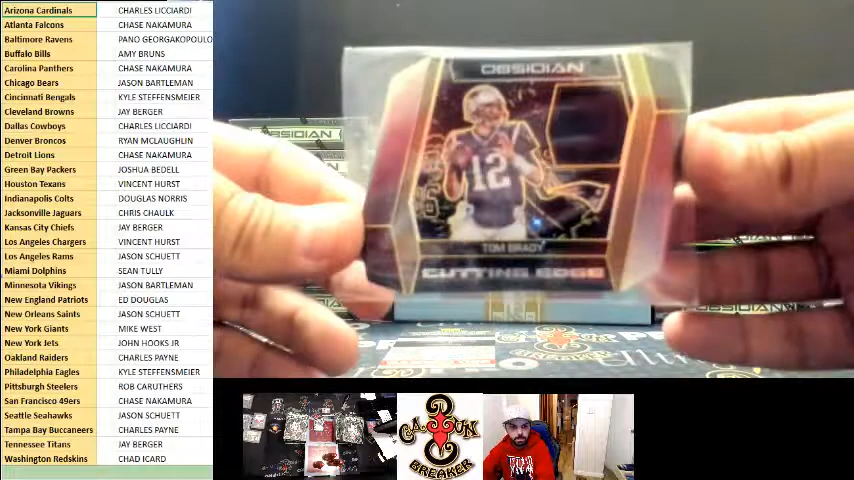 Arizona Cardinals CHARLES LICCIARDI
Atlanta Falcons CHASE NAKAMURA
Baltimore Ravens PANO GEORGAKOPOULO
Buffalo Bills AMY BRUNS
Carolina Panthers CHASE NAKAMURA
Chicago Bears JASON BARTLEMAN
Cincinnati Bengals KYLE STEFFENSMEIER
Cleveland Browns JAY BERGER
Dallas Cowboys CHARLES LICCIARDI
Denver Broncos RYAN MCLAUGHLIN
Detroit Lions CHASE NAKAMURA
Green Bay Packers JOSHUA BEDELL
Houston Texans VINCENT HURST
Indianapolis Colts DOUGLAS NORRIS
Jacksonville Jaguars CHRIS CHAULK
Kansas City Chiefs JAY BERGER
Los Angeles Chargers VINCENT HURST
Los Angeles Rams JASON SCHUETT
Miami Dolphins SEAN TULLY
Minnesota Vikings JASON BARTLEMAN
New England Patriots ED DOUGLAS
New Orleans Saints JASON SCHUETT
New York Giants MIKE WEST
New York Jets JOHN HOOKS JR
Oakland Raiders CHARLES PAYNE
Philadelphia Eagles KYLE STEFFENSMEIER
Pittsburgh Steelers ROB CARUTHERS
San Francisco 49ers CHASE NAKAMURA
Seattle Seahawks JASON SCHUETT
Tampa Bay Buccaneers CHARLES PAYNE
Tennessee Titans JAY BERGER
Washington Redskins CHAD ICARD
OBSIDIAN
12
TOM BRADY
CUTTING EDGE
OBSIDIAN
CAJUN
BREAKER